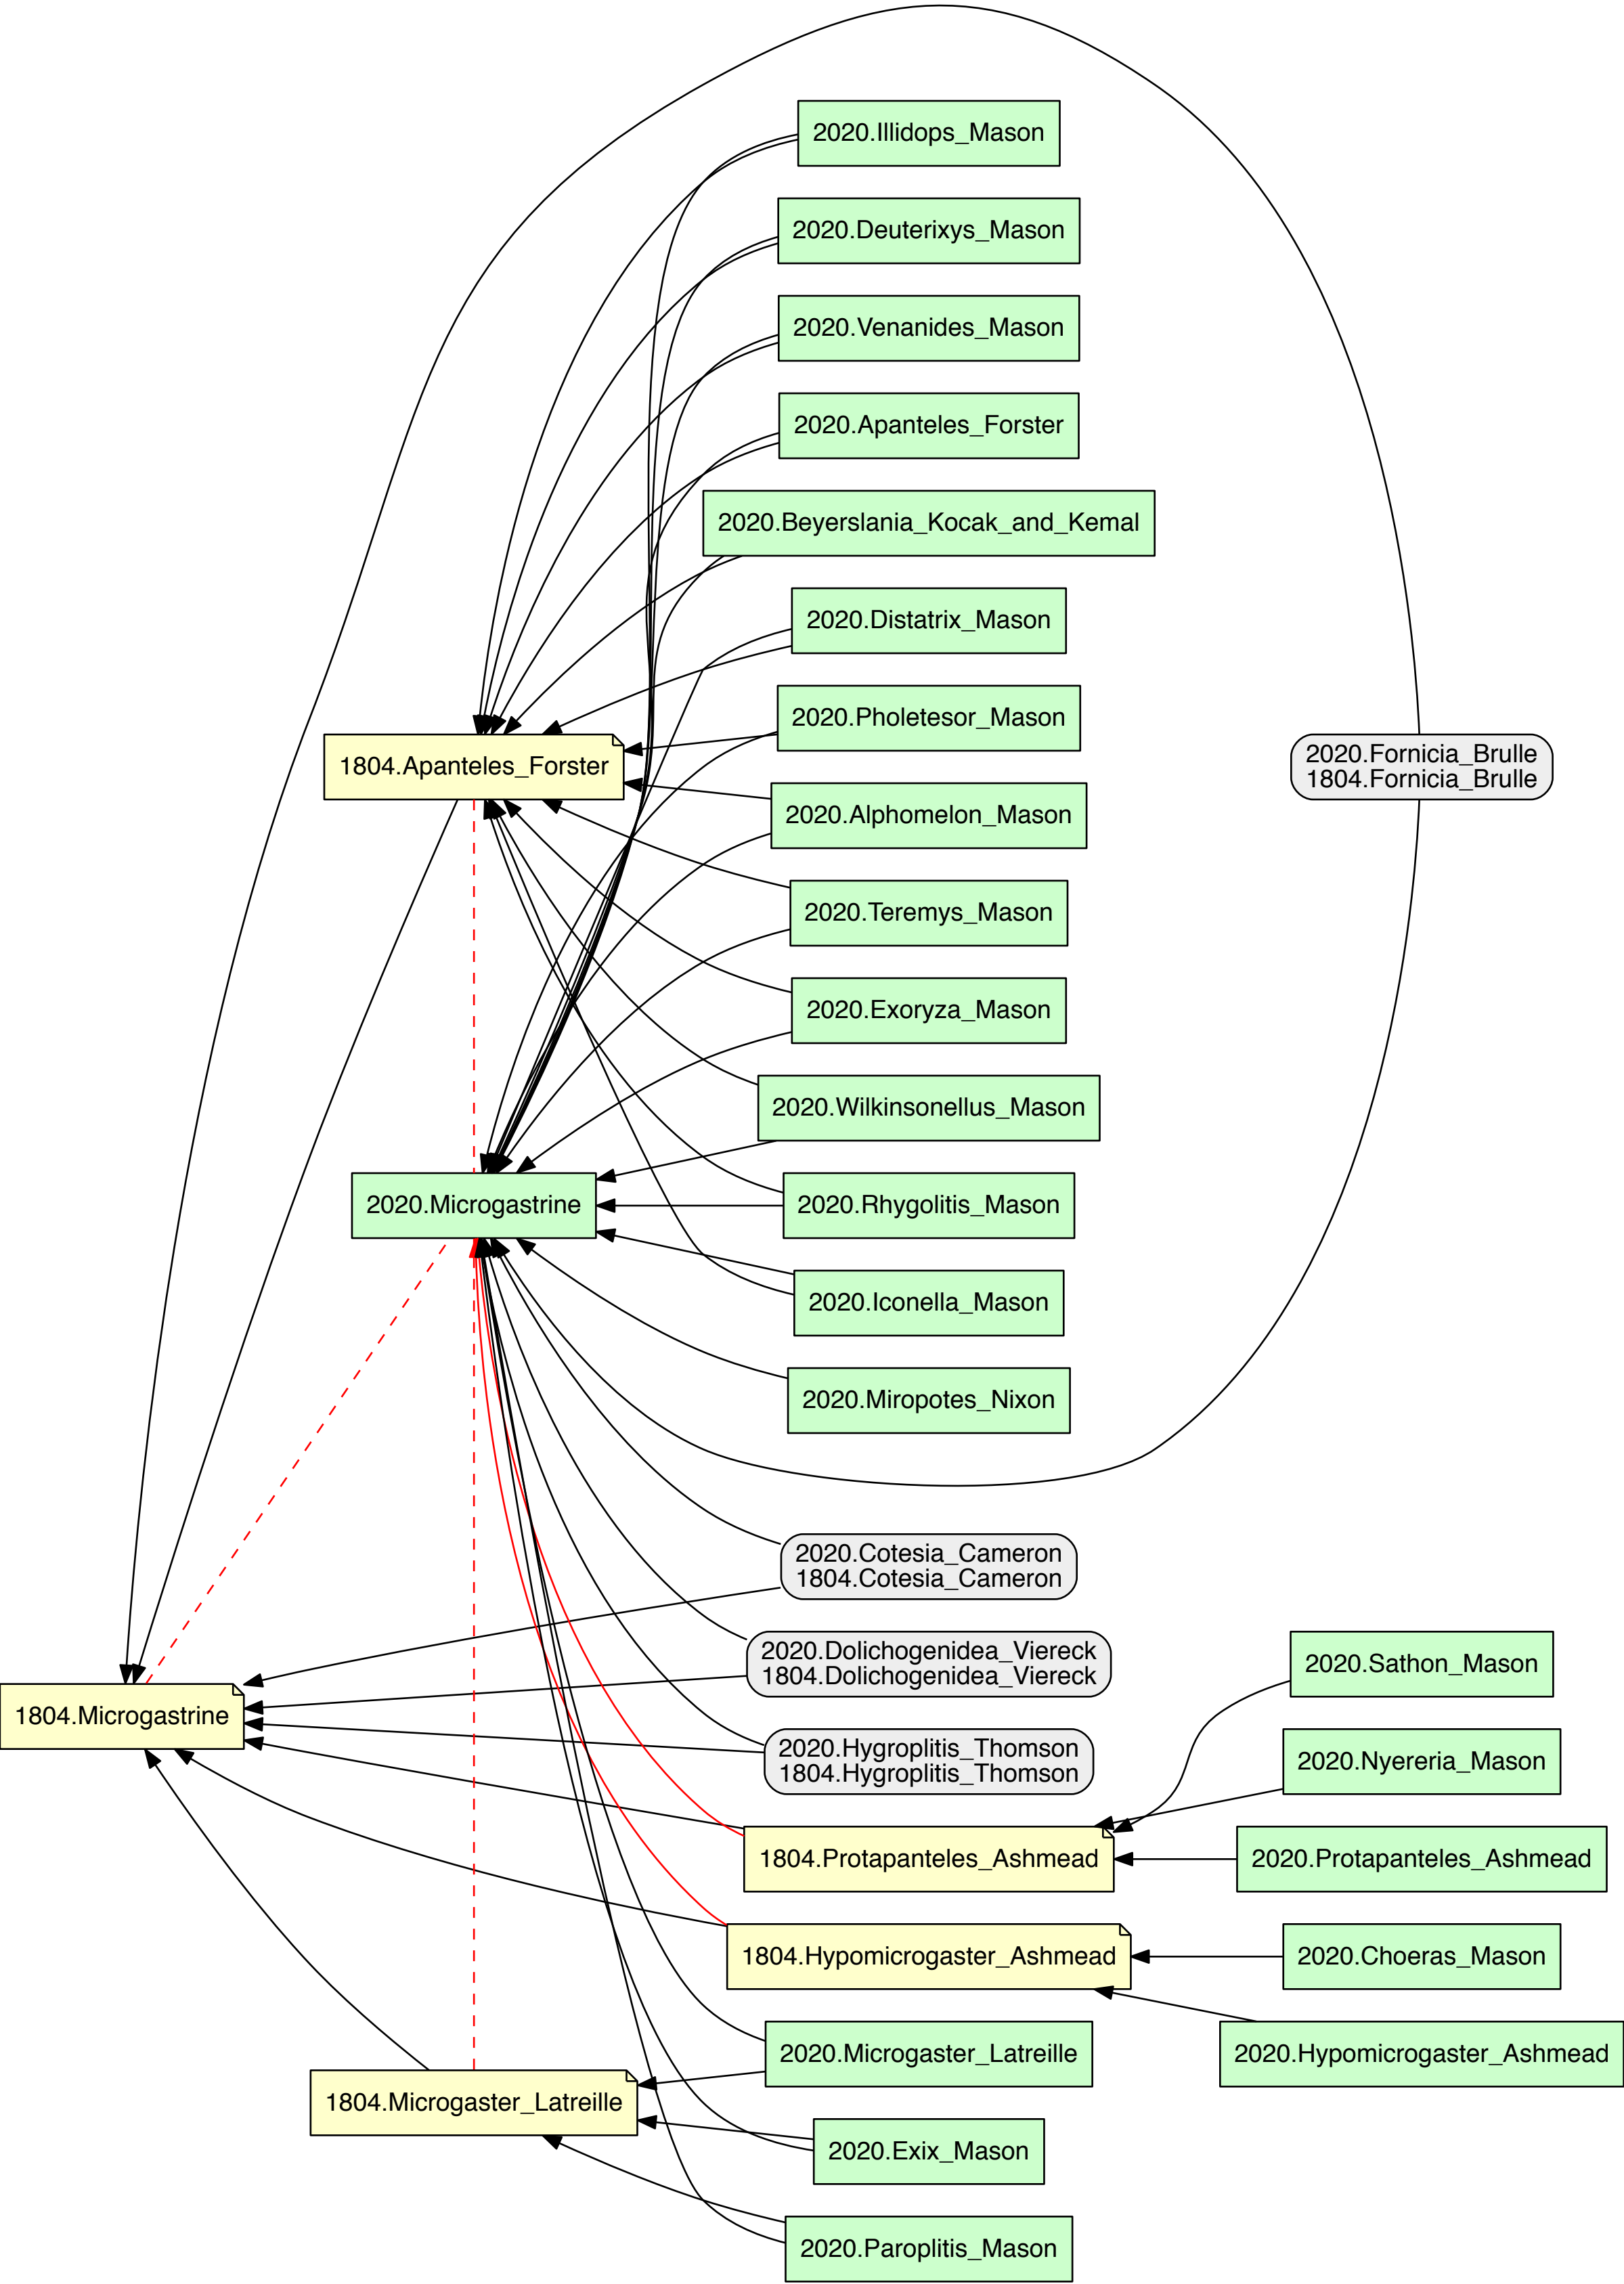 2020.Illidops_Mason
2020.Deuterixys_Mason
2020.Venanides_Mason
2020.Apanteles_Forster
2020.Beyerslania_Kocak_and_Kemal
2020.Distatrix_Mason
2020.Pholetesor_Mason
1804.Apanteles_Forster
2020.Fornicia_Brulle
1804.Fornicia_Brulle
2020.Alphomelon_Mason
2020.Teremys_Mason
2020.Exoryza_Mason
2020.Wilkinsonellus_Mason
2020.Microgastrine
2020.Rhygolitis_Mason
2020.Iconella_Mason
2020.Miropotes_Nixon
2020.Cotesia_Cameron
1804.Cotesia_Cameron
2020.Dolichogenidea_Viereck
1804.Dolichogenidea_Viereck
2020.Sathon_Mason
1804.Microgastrine
2020.Hygroplitis_Thomson
1804.Hygroplitis_Thomson
2020.Nyereria_Mason
1804.Protapanteles_Ashmead
2020.Protapanteles_Ashmead
1804.Hypomicrogaster_Ashmead
2020.Choeras_Mason
2020.Microgaster_Latreille
2020.Hypomicrogaster_Ashmead
1804.Microgaster_Latreille
2020.Exix_Mason
2020.Paroplitis_Mason